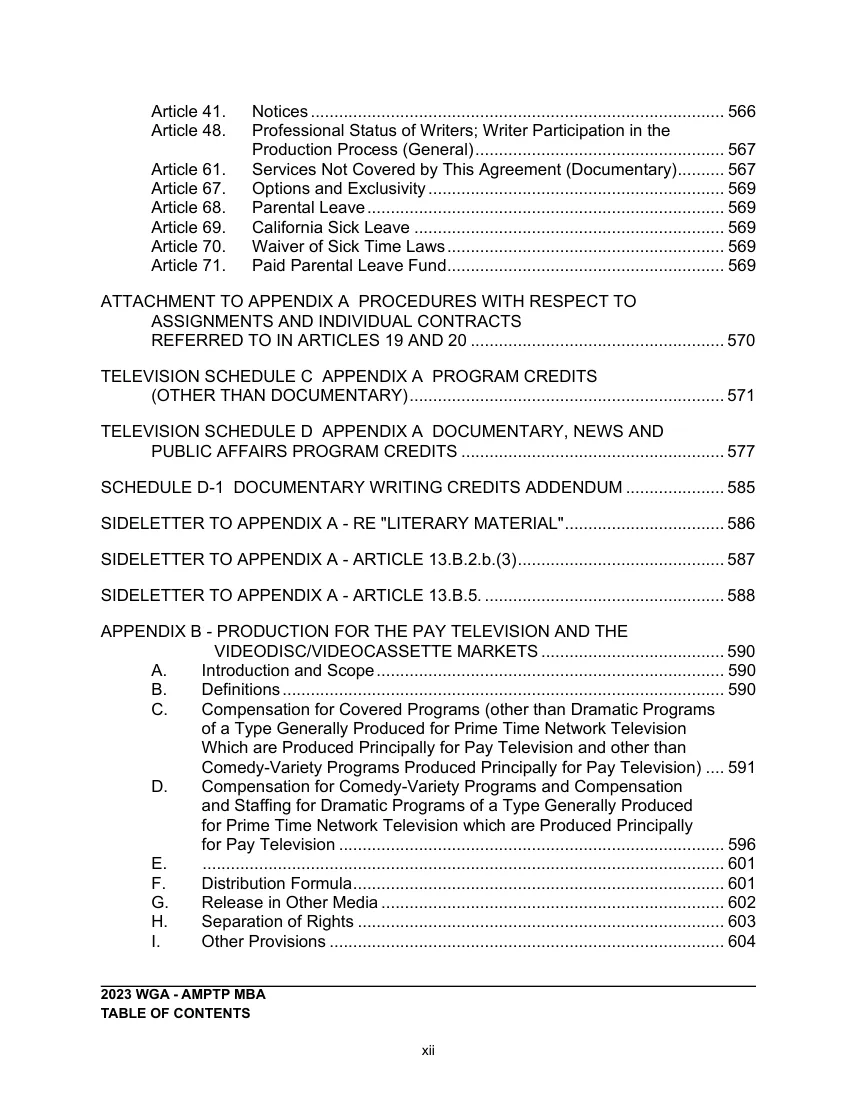 Article 41. Notices ........................................................................................ 566
Article 48. Professional Status of Writers; Writer Participation in the
Production Process (General)..................................................... 567
Article 61. Services Not Covered by This Agreement (Documentary).......... 567
Article 67. Options and Exclusivity ............................................................... 569
Article 68. Parental Leave ............................................................................ 569
Article 69. California Sick Leave .................................................................. 569
Article 70. Waiver of Sick Time Laws ........................................................... 569
Article 71. Paid Parental Leave Fund........................................................... 569
ATTACHMENT TO APPENDIX A PROCEDURES WITH RESPECT TO
ASSIGNMENTS AND INDIVIDUAL CONTRACTS
REFERRED TO IN ARTICLES 19 AND 20 ...................................................... 570
TELEVISION SCHEDULE C APPENDIX A PROGRAM CREDITS
(OTHER THAN DOCUMENTARY)................................................................... 571
TELEVISION SCHEDULE D APPENDIX A DOCUMENTARY, NEWS AND
PUBLIC AFFAIRS PROGRAM CREDITS ........................................................ 577
SCHEDULE D-1 DOCUMENTARY WRITING CREDITS ADDENDUM ..................... 585
SIDELETTER TO APPENDIX A - RE "LITERARY MATERIAL".................................. 586
SIDELETTER TO APPENDIX A - ARTICLE 13.B.2.b.(3)............................................ 587
SIDELETTER TO APPENDIX A - ARTICLE 13.B.5. ................................................... 588
APPENDIX B - PRODUCTION FOR THE PAY TELEVISION AND THE
VIDEODISC/VIDEOCASSETTE MARKETS ....................................... 590
A. Introduction and Scope .......................................................................... 590
B. Definitions .............................................................................................. 590
C. Compensation for Covered Programs (other than Dramatic Programs
of a Type Generally Produced for Prime Time Network Television
Which are Produced Principally for Pay Television and other than
Comedy-Variety Programs Produced Principally for Pay Television) .... 591
D. Compensation for Comedy-Variety Programs and Compensation
and Staffing for Dramatic Programs of a Type Generally Produced
for Prime Time Network Television which are Produced Principally
for Pay Television .................................................................................. 596
E. ............................................................................................................... 601
F. Distribution Formula............................................................................... 601
G. Release in Other Media ......................................................................... 602
H. Separation of Rights .............................................................................. 603
I. Other Provisions .................................................................................... 604
2023 WGA - AMPTP MBA
TABLE OF CONTENTS
xii